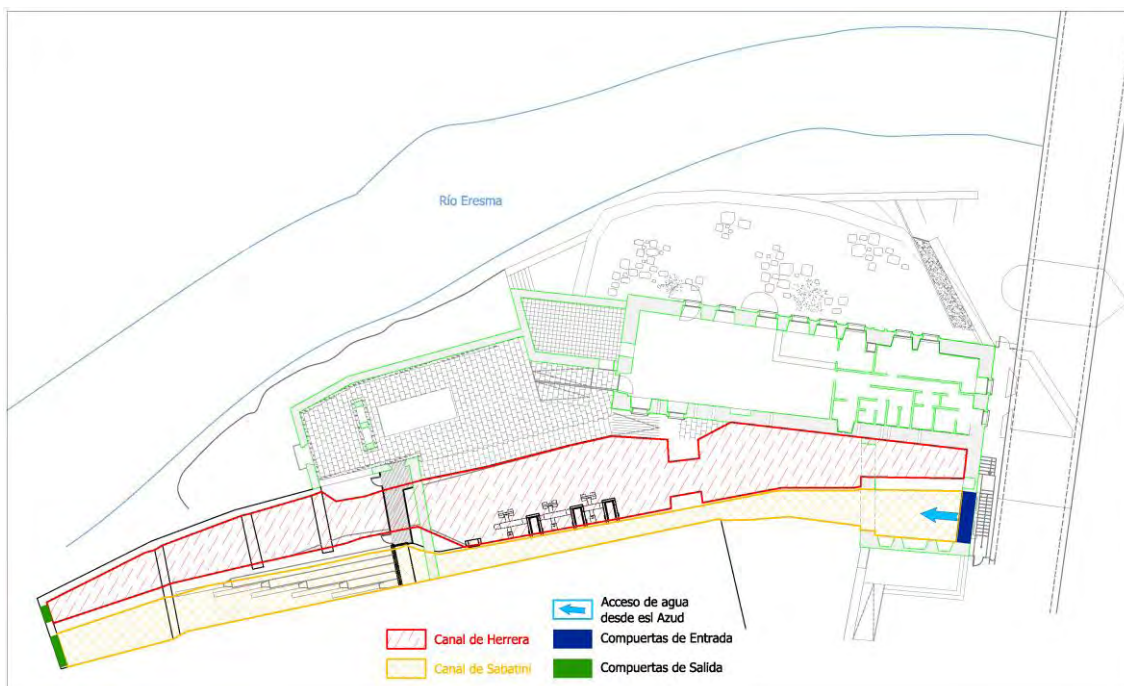 Río Eresma
Acceso de agua
desde esl Azud
Canal de Herrera
Compuertas de Entrada
Canal de Sabatini
Compuertas de Salida